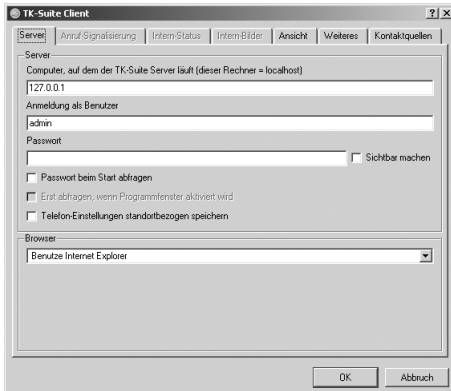 TK-Suite Client
Server Anruf-Signalisierung Intern-Status Intern-Bilder Ansicht Weiteres Kontaktquellen
Server
Computer, auf dem der TK-Suite Server läuft (dieser Rechner = localhost)
127.0.0.1
Anmeldung als Benutzer
admin
Passwort
Sichtbar machen
Passwort beim Start abfragen
Erst abfragen, wenn Programmfenster aktiviert wird
Telefon-Einstellungen standortbezogen speichern
Browser
Benutze Internet Explorer
OK Abbruch